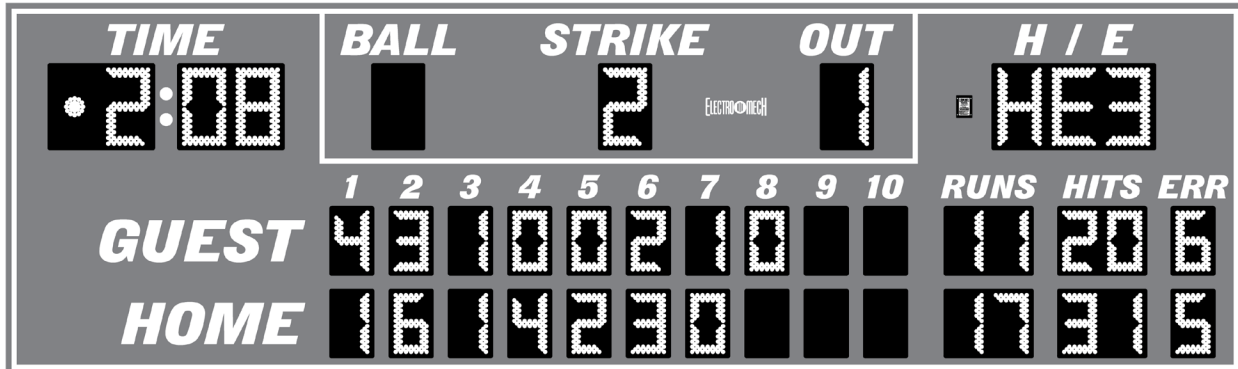 TIME BALL STRIKE OUT H / E
2:08 2 ELECTRO-MECH 1 HE3
1 2 3 4 5 6 7 8 9 10 RUNS HITS ERR
GUEST 4 3 1 0 0 2 1 0 11 20 6
HOME 1 6 1 4 2 3 0 17 31 5